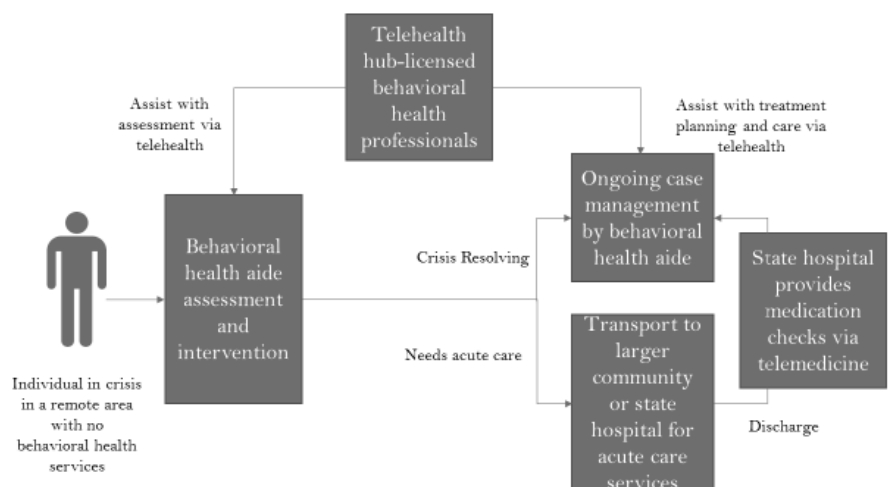 Telehealth
hub-licensed
behavioral
health
professionals
Assist with
assessment via
telehealth
Assist with treatment
planning and care via
telehealth
Behavioral
health aide
assessment
and
intervention
Individual in crisis
in a remote area
with no
behavioral health
services
Crisis Resolving
Needs acute care
Ongoing case
management
by behavioral
health aide
Transport to
larger
community
or state
hospital for
acute care
services
State hospital
provides
medication
checks via
telemedicine
Discharge